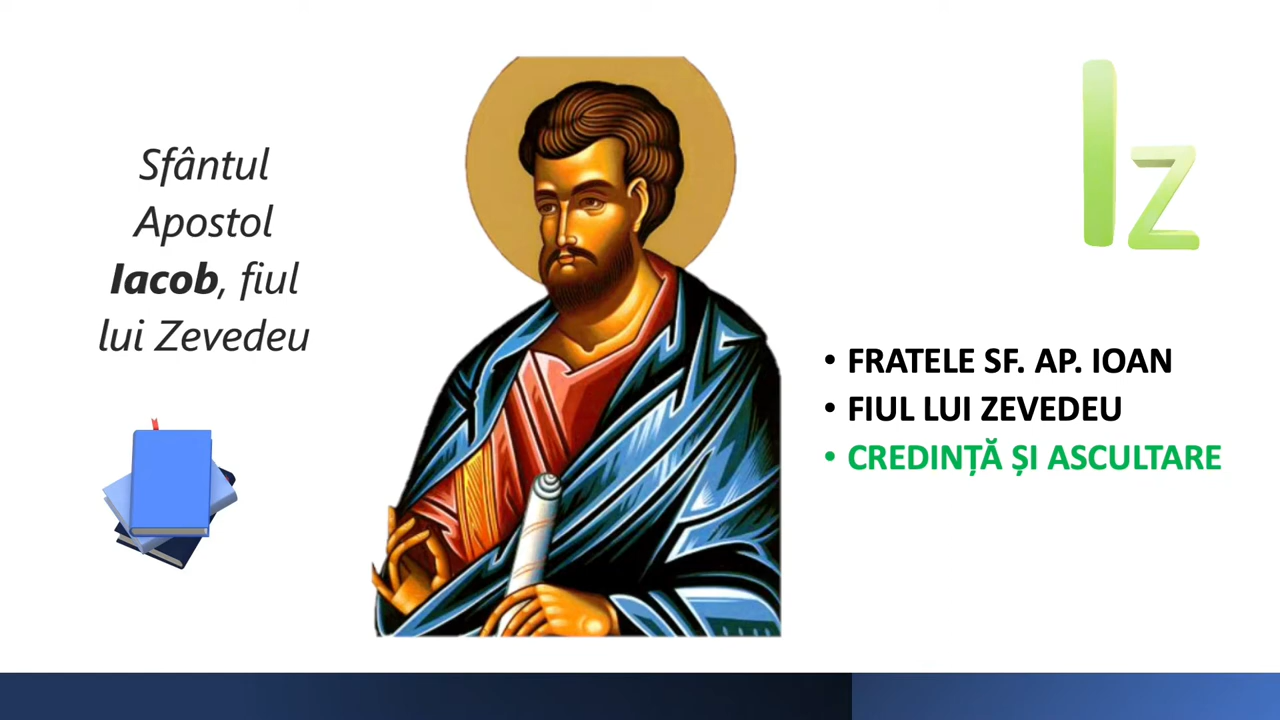 Sfântul
Apostol
Iacob, fiul
lui Zevedeu
Iz
• FRATELE SF. AP. IOAN
• FIUL LUI ZEVEDEU
• CREDINȚĂ ȘI ASCULTARE